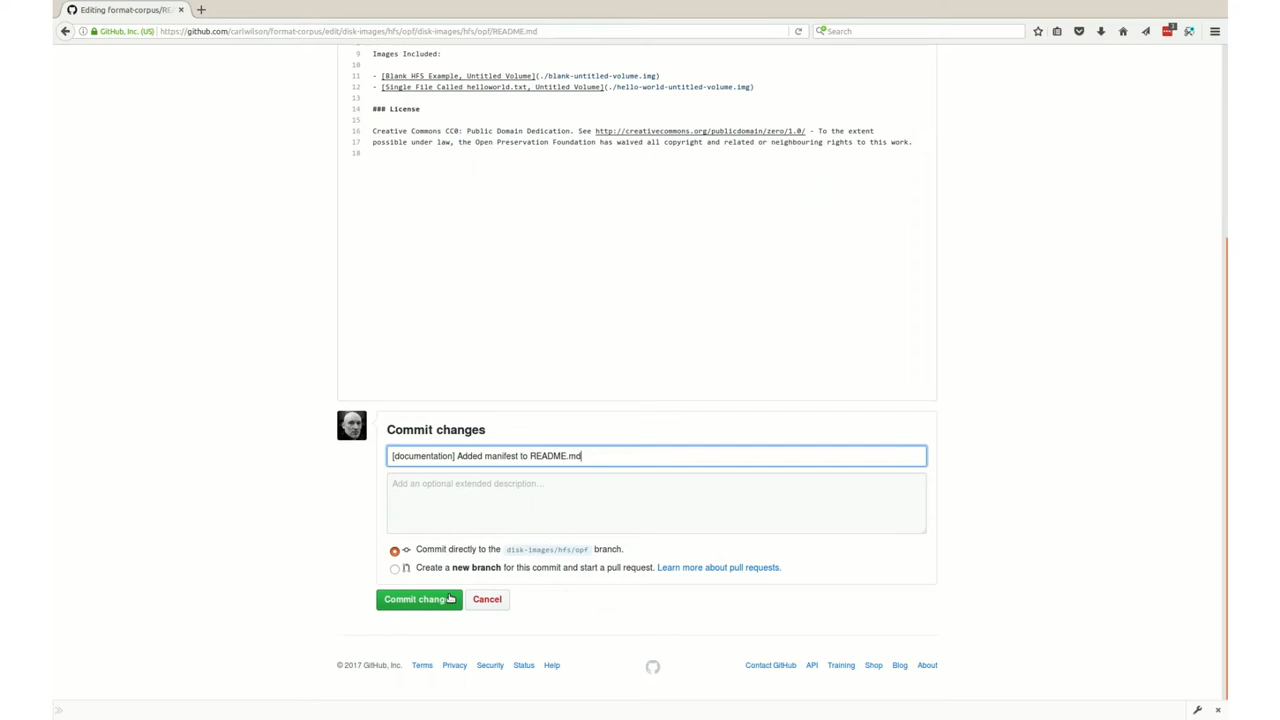 Editing format-corpus/RE... × +
GitHub, Inc. (US) https://github.com/carlwilson/format-corpus/edit/disk-images/hfs/opf/disk-images/hfs/opf/README.md Search 3
9 Images Included:
10
11 - [Blank HFS Example, Untitled Volume](./blank-untitled-volume.img)
12 - [Single File Called helloworld.txt, Untitled Volume](./hello-world-untitled-volume.img)
13
14 ### License
15
16 Creative Commons CC0: Public Domain Dedication. See http://creativecommons.org/publicdomain/zero/1.0/ - To the extent
17 possible under law, the Open Preservation Foundation has waived all copyright and related or neighbouring rights to this work.
18
Commit changes
[documentation] Added manifest to README.md
Add an optional extended description…
Commit directly to the disk-images/hfs/opf branch.
Create a new branch for this commit and start a pull request. Learn more about pull requests.
Commit changes Cancel
© 2017 GitHub, Inc. Terms Privacy Security Status Help Contact GitHub API Training Shop Blog About